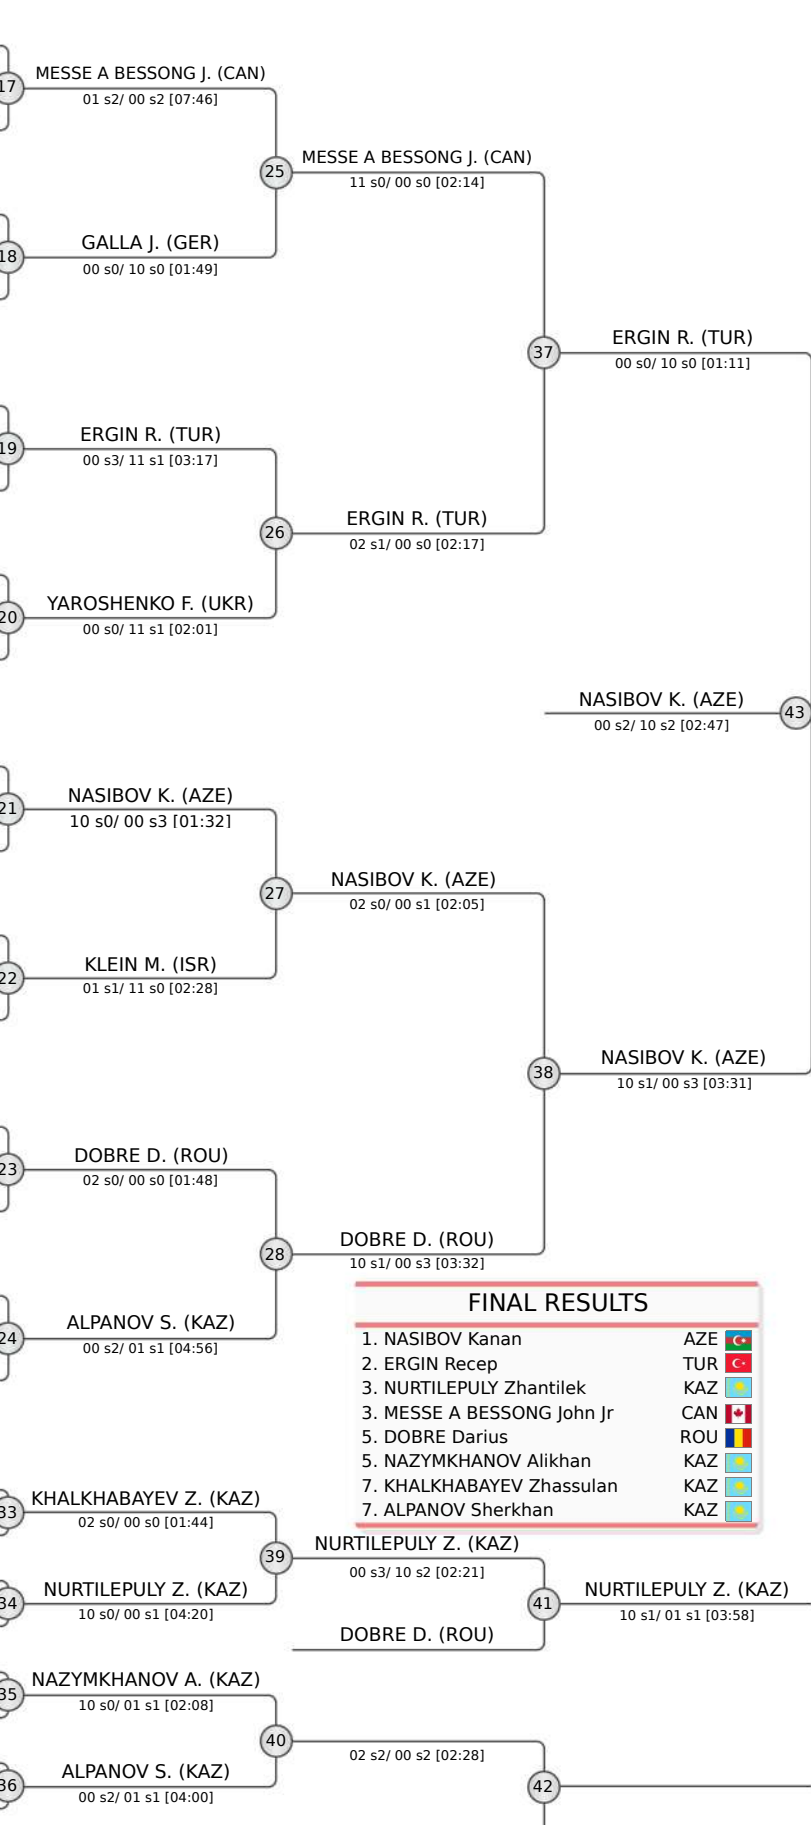 17
MESSE A BESSONG J. (CAN)
01 s2/ 00 s2 [07:46]
25
MESSE A BESSONG J. (CAN)
11 s0/ 00 s0 [02:14]
18
GALLA J. (GER)
00 s0/ 10 s0 [01:49]
37
ERGIN R. (TUR)
00 s0/ 10 s0 [01:11]
19
ERGIN R. (TUR)
00 s3/ 11 s1 [03:17]
26
ERGIN R. (TUR)
02 s1/ 00 s0 [02:17]
20
YAROSHENKO F. (UKR)
00 s0/ 11 s1 [02:01]
NASIBOV K. (AZE)
00 s2/ 10 s2 [02:47]
43
21
NASIBOV K. (AZE)
10 s0/ 00 s3 [01:32]
27
NASIBOV K. (AZE)
02 s0/ 00 s1 [02:05]
22
KLEIN M. (ISR)
01 s1/ 11 s0 [02:28]
38
NASIBOV K. (AZE)
10 s1/ 00 s3 [03:31]
23
DOBRE D. (ROU)
02 s0/ 00 s0 [01:48]
28
DOBRE D. (ROU)
10 s1/ 00 s3 [03:32]
24
ALPANOV S. (KAZ)
00 s2/ 01 s1 [04:56]
FINAL RESULTS
1. NASIBOV Kanan AZE
2. ERGIN Recep TUR
3. NURTILEPULY Zhantilek KAZ
3. MESSE A BESSONG John Jr CAN
5. DOBRE Darius ROU
5. NAZYMKHANOV Alikhan KAZ
7. KHALKHABAYEV Zhassulan KAZ
7. ALPANOV Sherkhan KAZ
33
KHALKHABAYEV Z. (KAZ)
02 s0/ 00 s0 [01:44]
39
NURTILEPULY Z. (KAZ)
00 s3/ 10 s2 [02:21]
34
NURTILEPULY Z. (KAZ)
10 s0/ 00 s1 [04:20]
41
NURTILEPULY Z. (KAZ)
10 s1/ 01 s1 [03:58]
DOBRE D. (ROU)
35
NAZYMKHANOV A. (KAZ)
10 s0/ 01 s1 [02:08]
40
02 s2/ 00 s2 [02:28]
36
ALPANOV S. (KAZ)
00 s2/ 01 s1 [04:00]
42